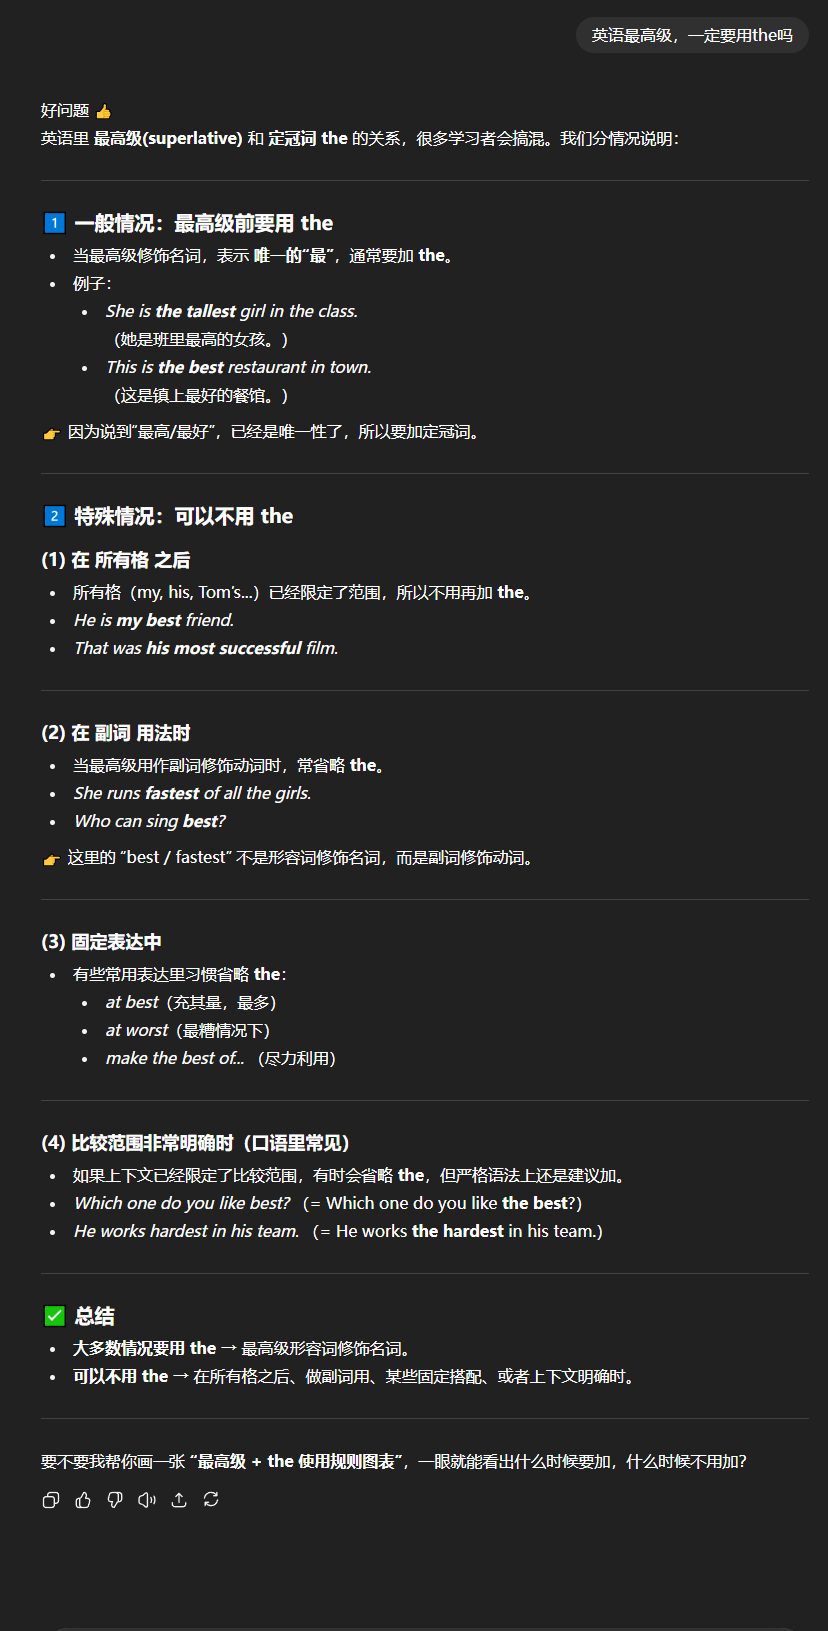 英语最高级，一定要用the吗
好问题 👍
英语里 最高级(superlative) 和 定冠词 the 的关系，很多学习者会搞混。我们分情况说明：
1️⃣ 一般情况：最高级前要用 the
• 当最高级修饰名词，表示 唯一的“最”，通常要加 the。
• 例子：
• She is the tallest girl in the class.
（她是班里最高的女孩。）
• This is the best restaurant in town.
（这是镇上最好的餐馆。）
👉 因为说到“最高/最好”，已经是唯一性了，所以要加定冠词。
2️⃣ 特殊情况：可以不用 the
(1) 在 所有格 之后
• 所有格（my, his, Tom’s...）已经限定了范围，所以不用再加 the。
• He is my best friend.
• That was his most successful film.
(2) 在 副词 用法时
• 当最高级用作副词修饰动词时，常省略 the。
• She runs fastest of all the girls.
• Who can sing best?
👉 这里的 “best / fastest” 不是形容词修饰名词，而是副词修饰动词。
(3) 固定表达中
• 有些常用表达里习惯省略 the：
• at best（充其量，最多）
• at worst（最糟情况下）
• make the best of... （尽力利用）
(4) 比较范围非常明确时（口语里常见）
• 如果上下文已经限定了比较范围，有时会省略 the，但严格语法上还是建议加。
• Which one do you like best? （= Which one do you like the best?）
• He works hardest in his team. （= He works the hardest in his team.）
✅ 总结
• 大多数情况要用 the → 最高级形容词修饰名词。
• 可以不用 the → 在所有格之后、做副词用、某些固定搭配、或者上下文明确时。
要不要我帮你画一张 “最高级 + the 使用规则图表”，一眼就能看出什么时候要加，什么时候不用加？